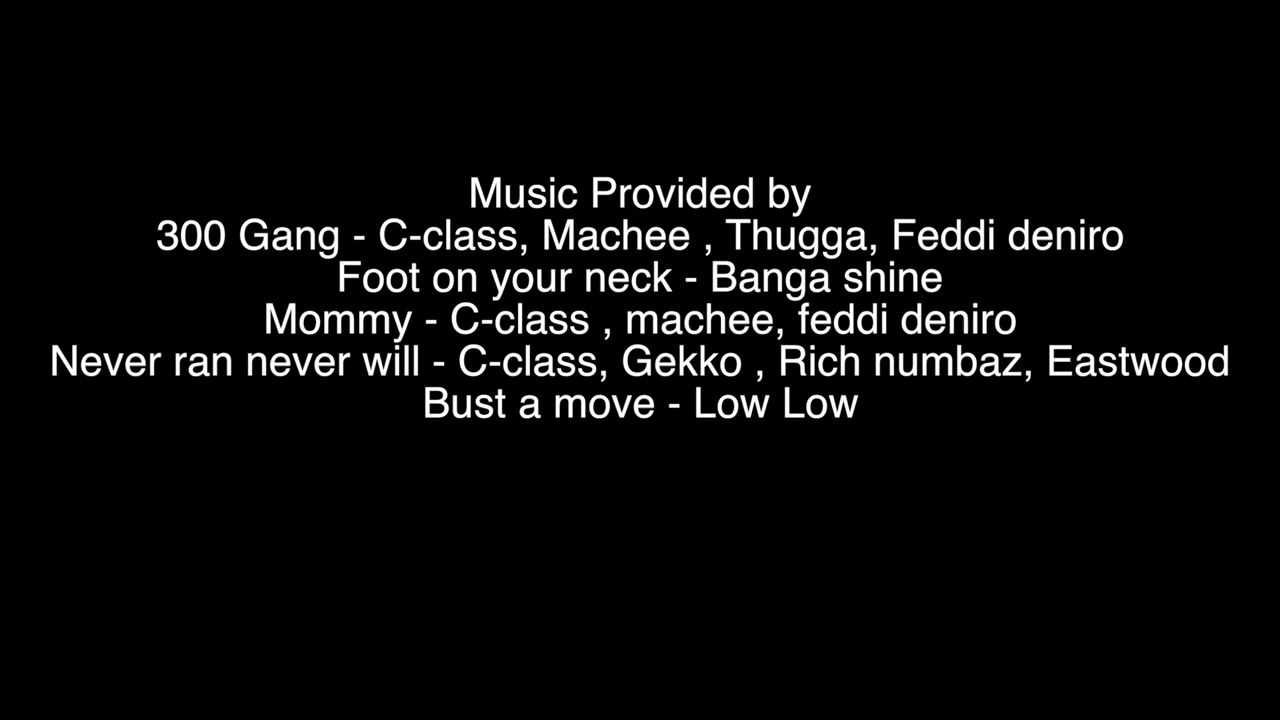 Music Provided by
300 Gang - C-class, Machee , Thugga, Feddi deniro
Foot on your neck - Banga shine
Mommy - C-class , machee, feddi deniro
Never ran never will - C-class, Gekko , Rich numbaz, Eastwood
Bust a move - Low Low